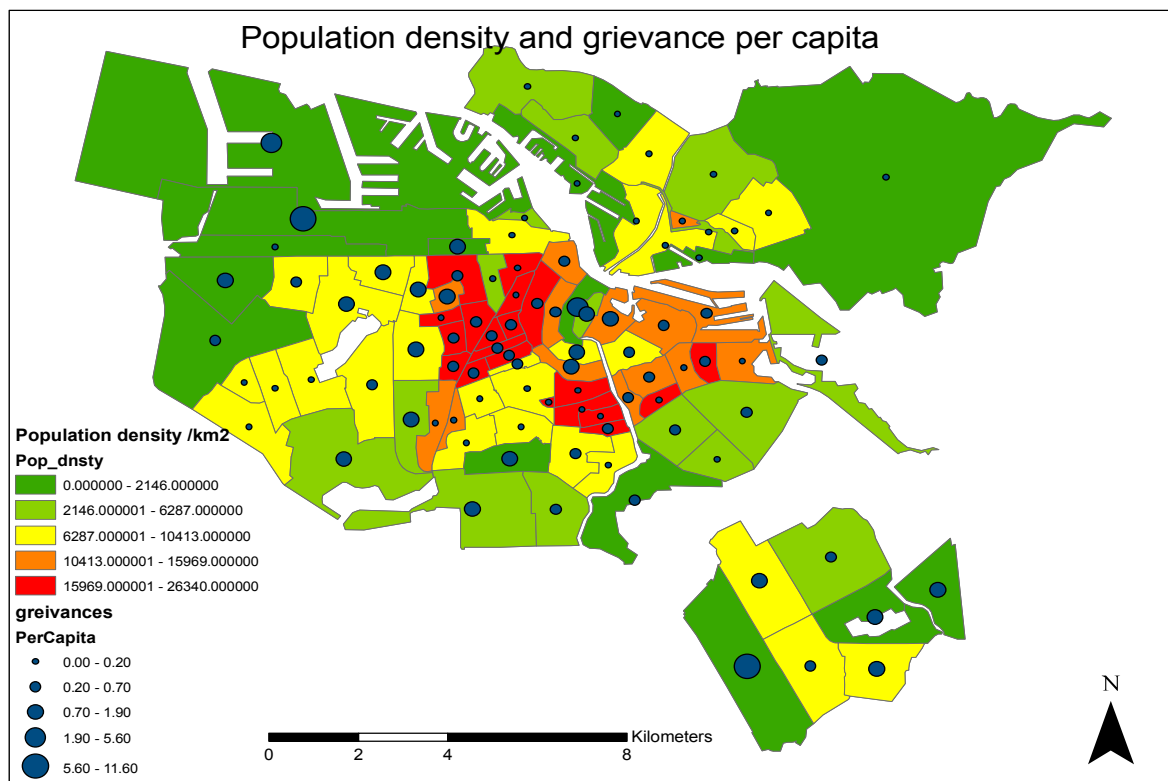 Population density and grievance per capita
Population density /km2
Pop_dnsty
0.000000 - 2146.000000
2146.000001 - 6287.000000
6287.000001 - 10413.000000
10413.000001 - 15969.000000
15969.000001 - 26340.000000
greivances
PerCapita
0.00 - 0.20
0.20 - 0.70
0.70 - 1.90
1.90 - 5.60
5.60 - 11.60
Kilometers
0 2 4 8
N